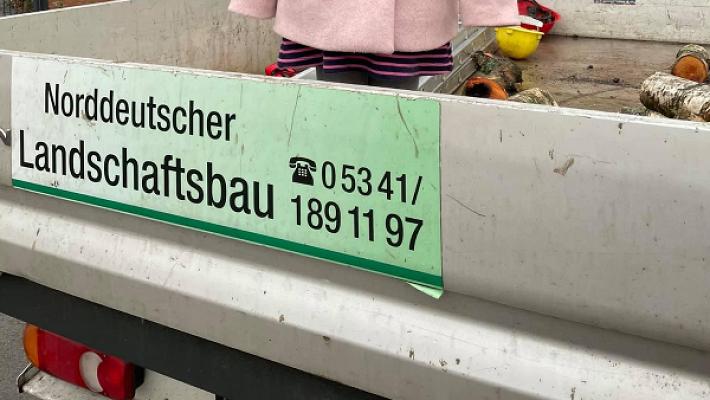 Norddeutscher
Landschaftsbau
☎ 0 53 41/
189 11 97